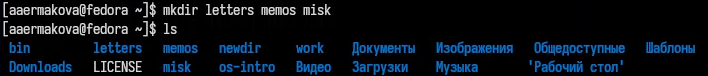 [aaermakova@fedora ~]$ mkdir letters memos misk
[aaermakova@fedora ~]$ ls
bin letters memos newdir work Документы Изображения Общедоступные Шаблоны
Downloads LICENSE misk os-intro Видео Загрузки Музыка 'Рабочий стол'